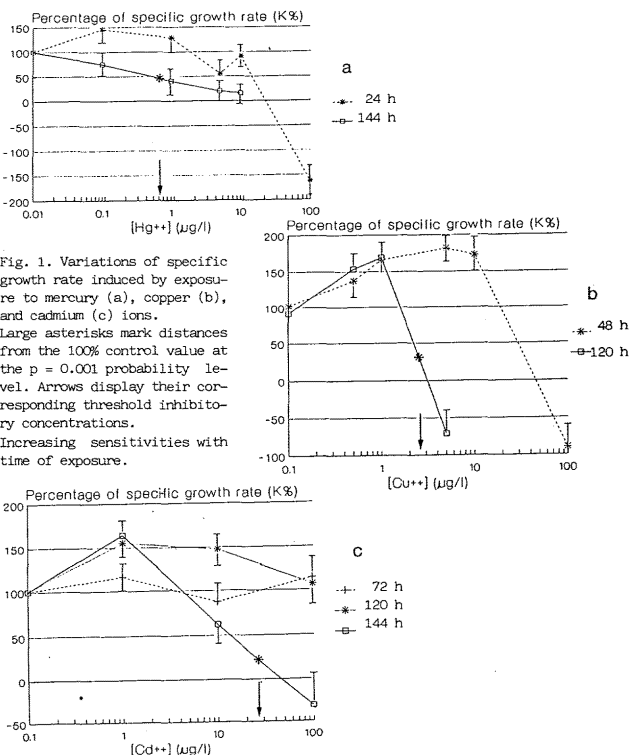 Percentage of specific growth rate (K%)
150
100
50
0
-50
-100
-150
-200
0.01
0.1
1
10
100
[Hg++] (µg/l)
a
24 h
144 h
Fig. 1. Variations of specific
growth rate induced by exposu-
re to mercury (a), copper (b),
and cadmium (c) ions.
Large asterisks mark distances
from the 100% control value at
the p = 0.001 probability le-
vel. Arrows display their cor-
responding threshold inhibito-
ry concentrations.
Increasing sensitivities with
time of exposure.
Percentage of specific growth rate (K%)
200
150
100
50
0
-50
-100
0.1
1
10
100
[Cu++] (µg/l)
b
48 h
120 h
Percentage of specific growth rate (K%)
200
150
100
50
0
-50
0.1
1
10
100
[Cd++] (µg/l)
c
72 h
120 h
144 h